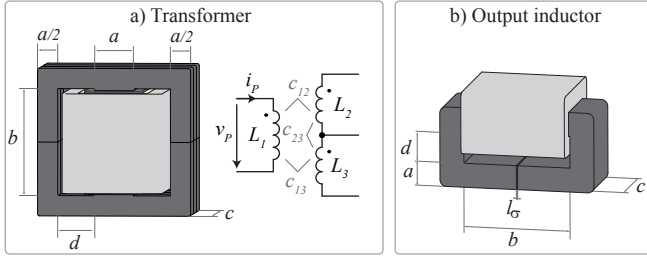 a) Transformer
a/2 a a/2
b
c
d
i_P
v_P
L_1
c_12
c_23
c_13
L_2
L_3
b) Output inductor
d
a
l_σ
b
c